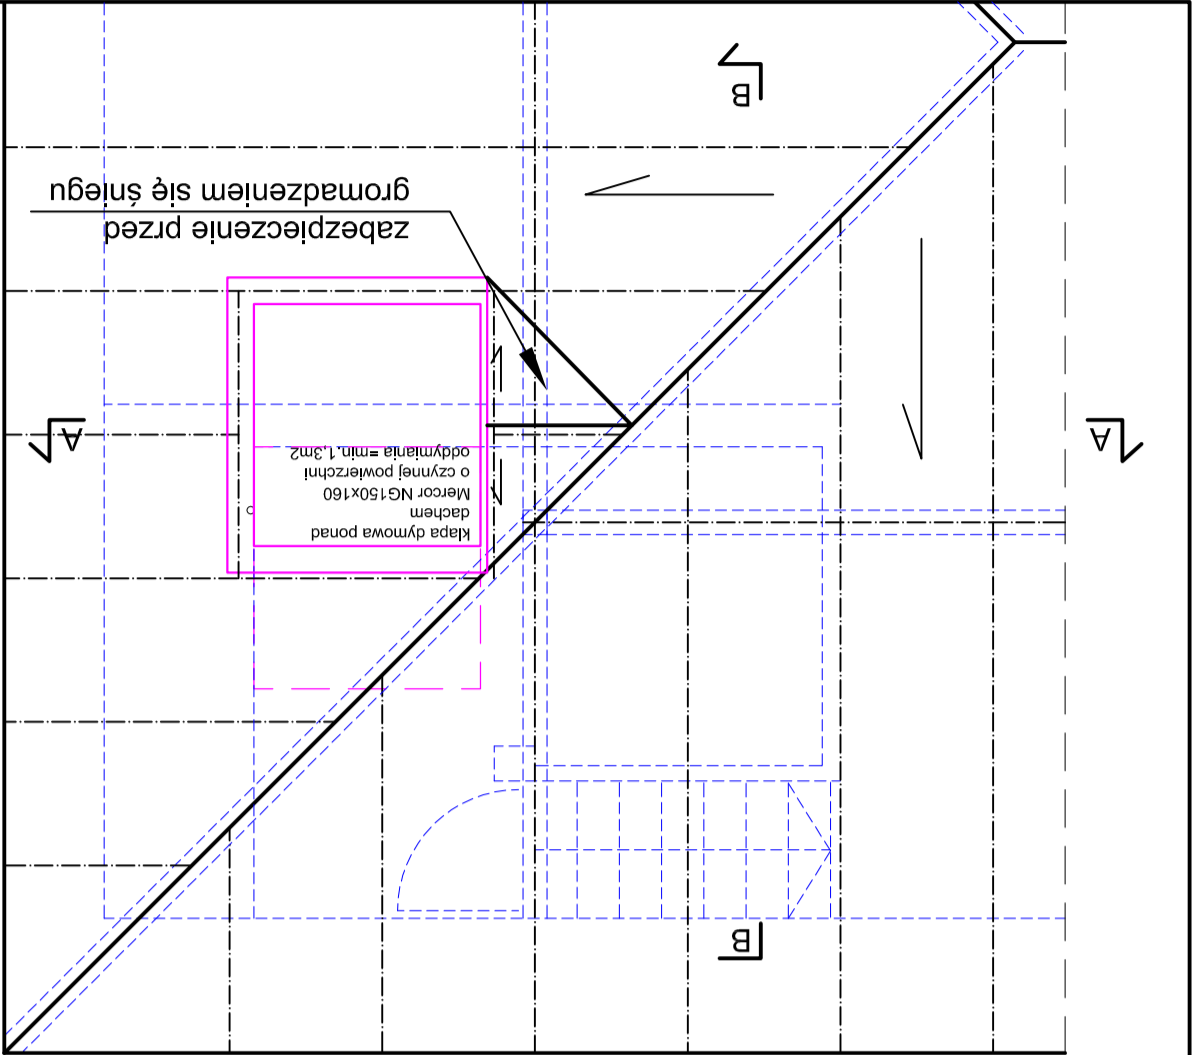 B
klapa dymowa ponad
dachem
Mercor NG150x160
o czynnej powierzchni
oddymiania =min.1,3m2
A
A
zabezpieczenie przed
gromadzeniem się śniegu
B